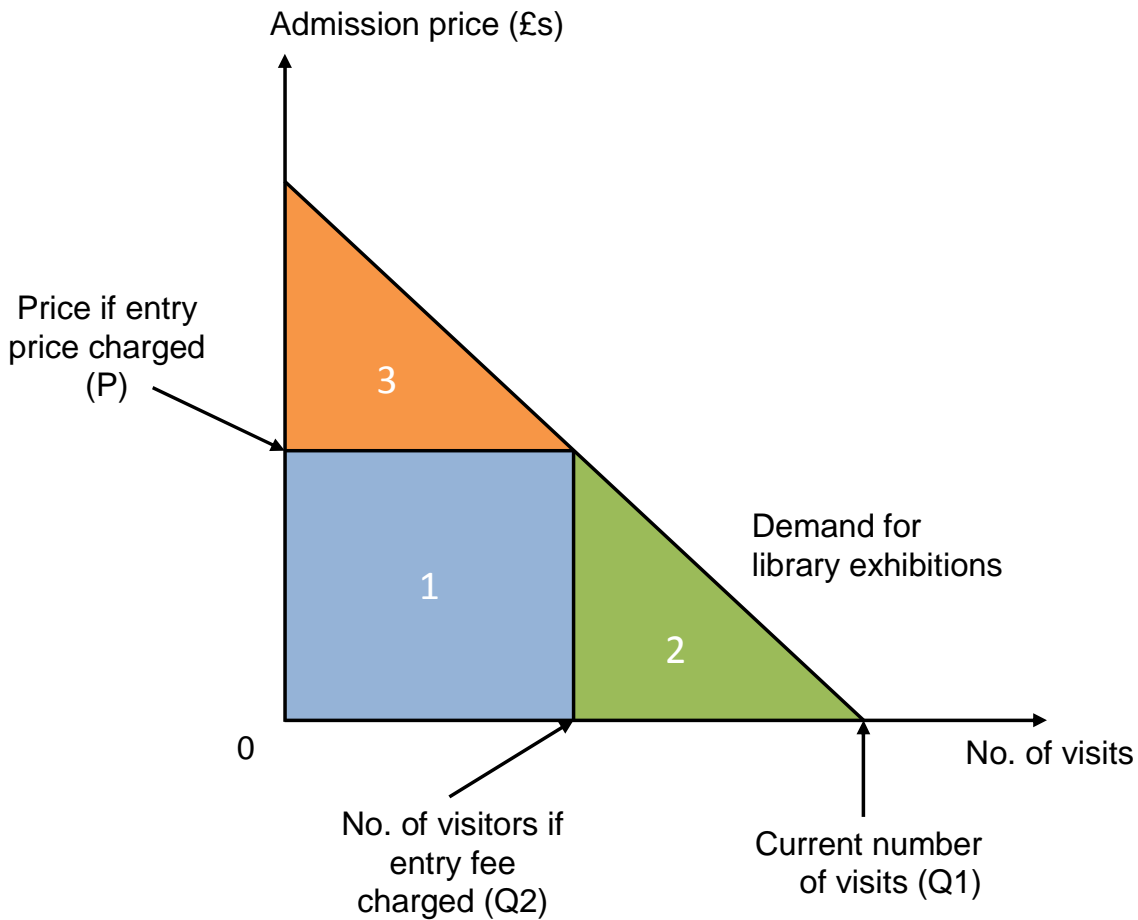 Admission price (£s)
Price if entry
price charged
(P)
3
Demand for
library exhibitions
1
2
0
No. of visits
No. of visitors if
entry fee
charged (Q2)
Current number
of visits (Q1)